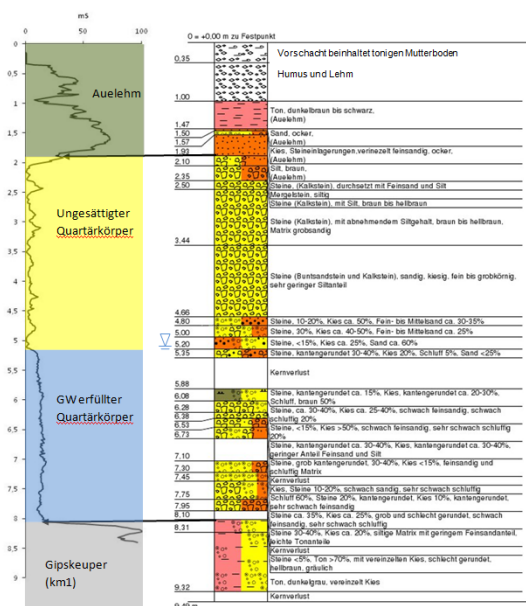 mS
0 = +0,00 m zu Festpunkt
0
50
100
0
0,5
1
1,5
2
2,5
3
3,5
4
4,5
5
5,5
6
6,5
7
7,5
8
8,5
9
Auelehm
Ungesättigter
Quartärkörper
GW erfüllter
Quartärkörper
Gipskeuper
(km1)
0.35
1.00
1.47
1.50
1.57
1.93
2.10
2.35
2.50
3.44
4.66
4.80
5.00
5.20
5.35
5.88
6.08
6.28
6.38
6.53
6.73
7.10
7.30
7.45
7.75
7.95
8.10
8.31
9.32
Vorschacht beinhaltet tonigen Mutterboden
Humus und Lehm
Ton, dunkelbraun bis schwarz,
(Auelehm)
Sand, ocker,
(Auelehm)
Kies, Steineinlagerungen,verinezelt feinsandig, ocker,
(Auelehm)
Silt, braun,
(Auelehm)
Steine, (Kalkstein), durchsetzt mit Feinsand und Silt
Mergelstein, siltig
Steine (Kalkstein), mit Silt, braun bis hellbraun
Steine (Kalkstein), mit abnehmendem Siltgehalt, braun bis hellbraun,
Matrix grobsandig
Steine (Buntsandstein und Kalkstein), sandig, kiesig, fein bis grobkörnig,
sehr geringer Siltanteil
Steine, 10-20%, Kies ca. 50%, Fein- bis Mittelsand ca. 30-35%
Steine, 30%, Kies ca. 40-50%, Fein- bis Mittelsand ca. 25%
Steine, <15%, Kies ca. 25%, Sand ca. 60%
Steine, kantengerundet 30-40%, Kies 20%, Schluff 5%, Sand <25%
Kernverlust
Steine, kantengerundet ca. 15%, Kies, kantengerundet ca. 20-30%,
Schluff, braun 50%
Steine, ca. 30-40%, Kies ca. 25-40%, schwach feinsandig, schwach
schluffig 20%
Steine, <15%, Kies >50%, schwach feinsandig, sehr schwach schluffig
20%
Steine, kantengerundet ca. 30-40%, Kies, kantengerundet ca. 30-40%,
geringer Anteil Feinsand und Silt
Steine, grob kantengerundet, 30-40%, Kies <15%, feinsandig und
schluffig Matrix
Kernverlust
Kies, Steine 10-20%, schwach sandig, sehr schwach schluffig
Schluff 60%, Steine 20%, kantengerundet, Kies 10%, kantengerundet,
sehr schwach feinsandig
Steine ca. 35%, Kies ca. 25%, grob und schlecht gerundet, schwach
feinsandig, sehr schwach schluffig
Steine 30-40%, Kies ca. 20%, siltige Matrix mit geringem Feinsandanteil,
leichte Tonanteile
Kernverlust
Steine <5%, Ton >70%, mit vereinzelten Kies, schlecht gerundet,
hellbraun, gräulich
Ton, dunkelgrau, vereinzelt Kies
Kernverlust